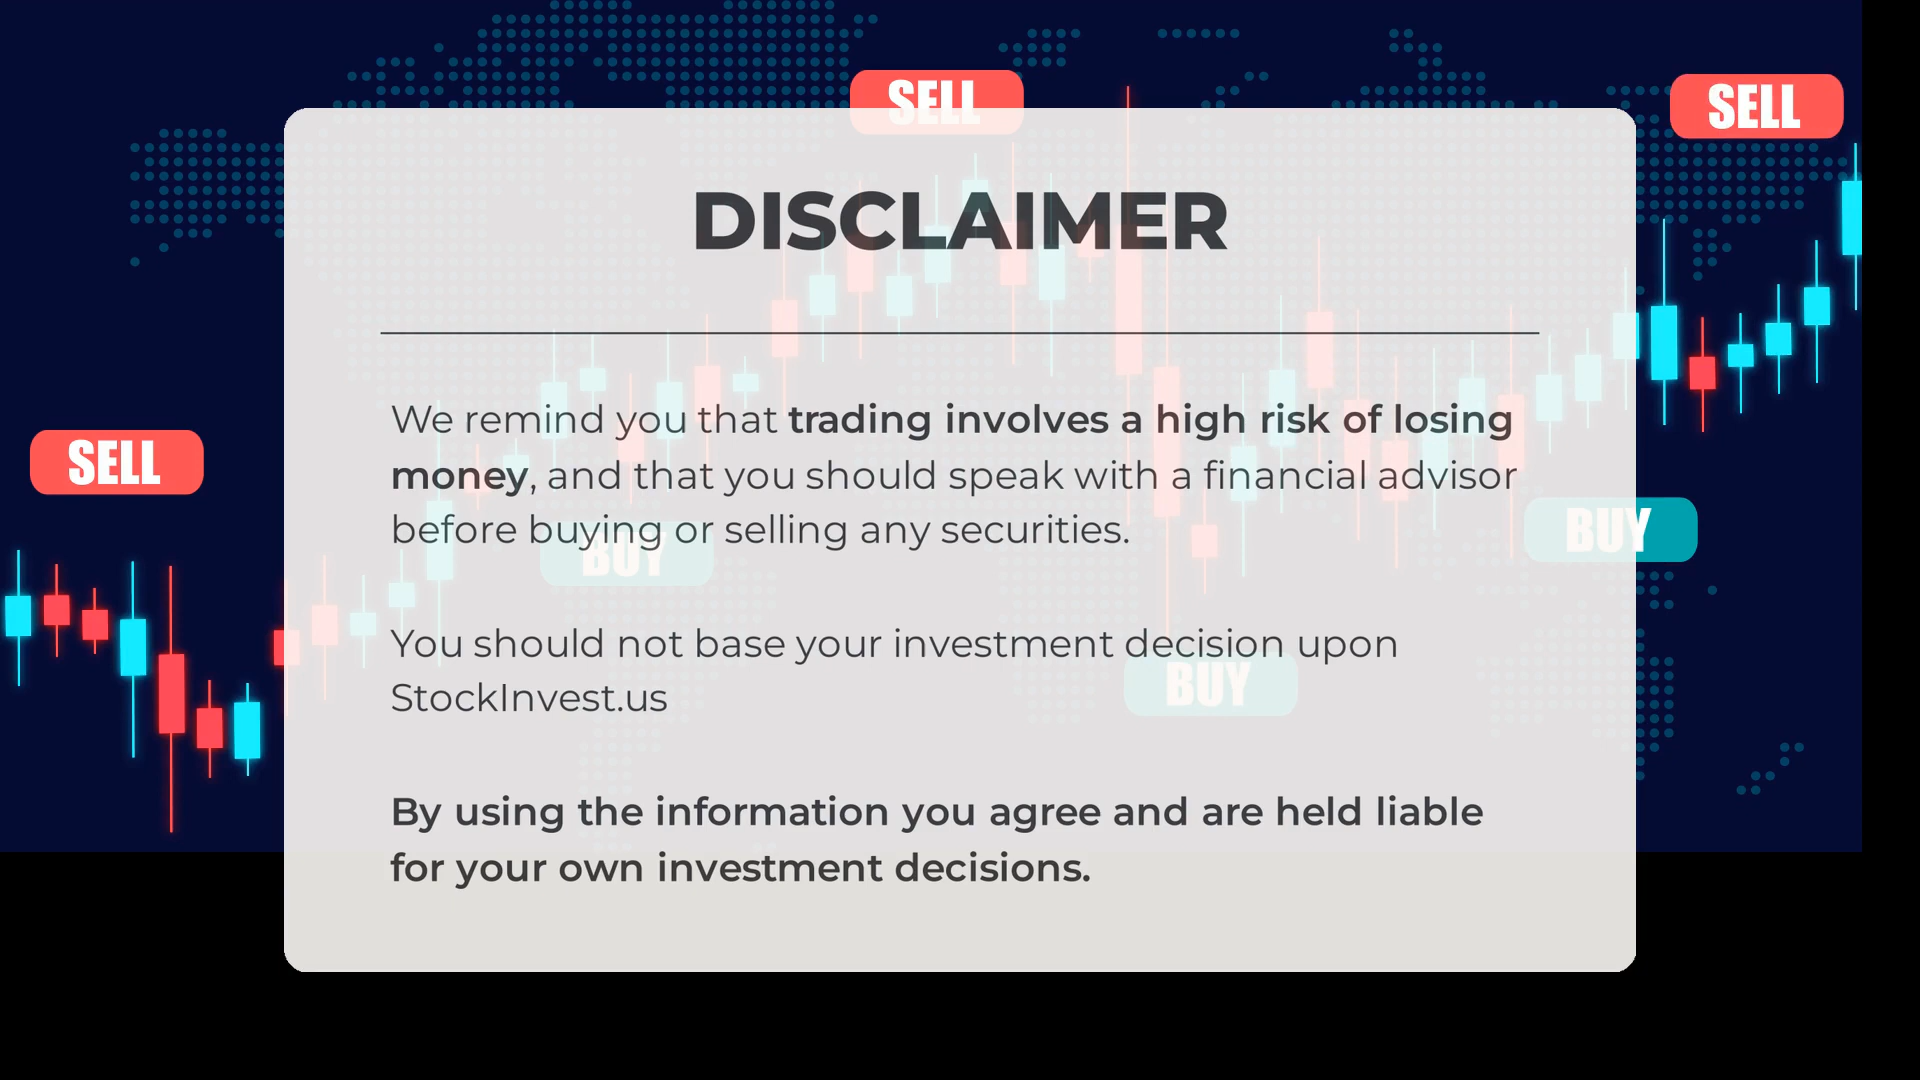 SELL
SELL
DISCLAIMER
We remind you that trading involves a high risk of losing
money, and that you should speak with a financial advisor
before buying or selling any securities.
SELL
BUY
BUY
You should not base your investment decision upon
StockInvest.us
BUY
By using the information you agree and are held liable
for your own investment decisions.